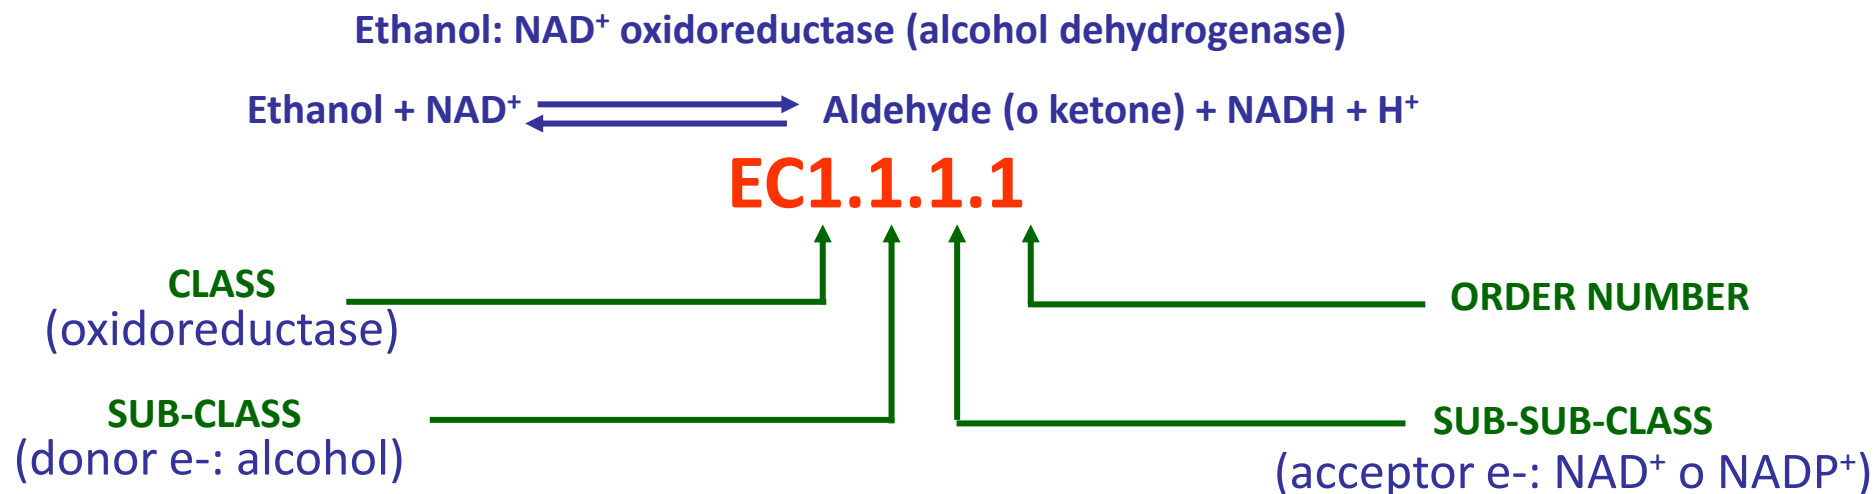 Ethanol: NAD⁺ oxidoreductase (alcohol dehydrogenase)
Ethanol + NAD⁺ Aldehyde (o ketone) + NADH + H⁺
EC1.1.1.1
CLASS
(oxidoreductase)
ORDER NUMBER
SUB-CLASS
(donor e-: alcohol)
SUB-SUB-CLASS
(acceptor e-: NAD⁺ o NADP⁺)